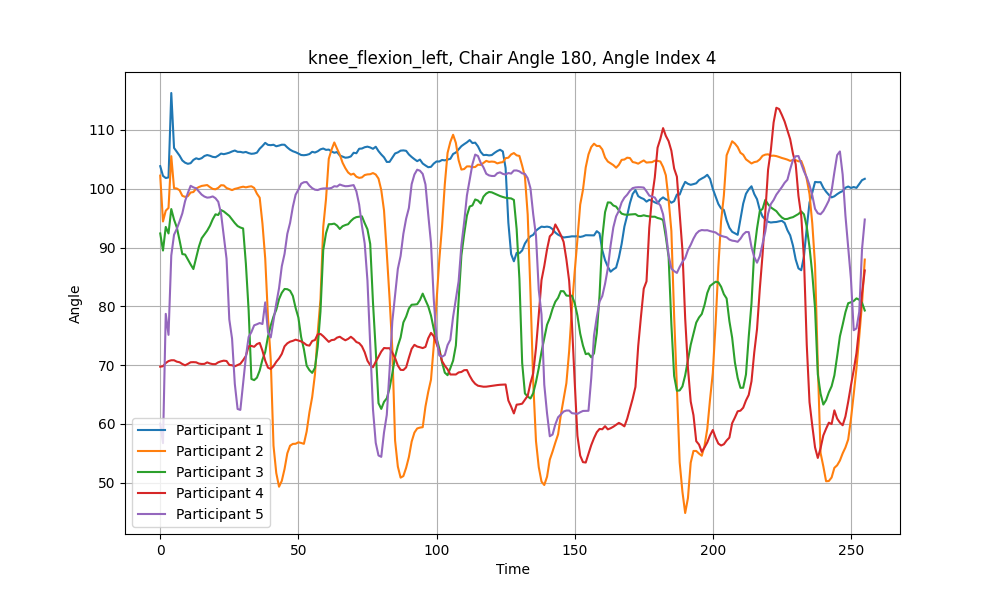 knee_flexion_left, Chair Angle 180, Angle Index 4
Angle
110
100
90
80
70
60
50
Participant 1
Participant 2
Participant 3
Participant 4
Participant 5
0 50 100 150 200 250
Time